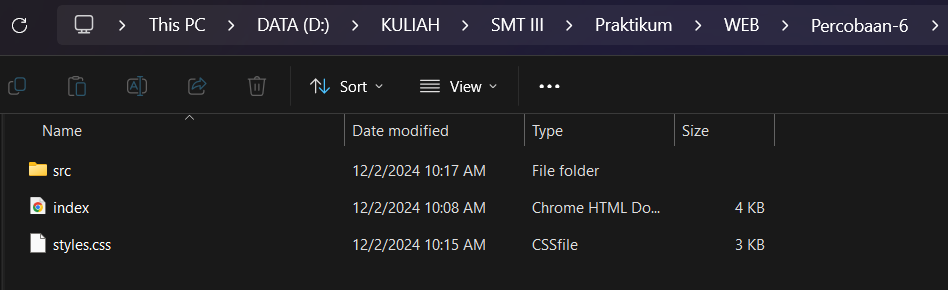 This PC > DATA (D:) > KULIAH > SMT III > Praktikum > WEB > Percobaan-6 >
Sort View ...
Name Date modified Type Size
src 12/2/2024 10:17 AM File folder
index 12/2/2024 10:08 AM Chrome HTML Do... 4 KB
styles.css 12/2/2024 10:15 AM CSSfile 3 KB